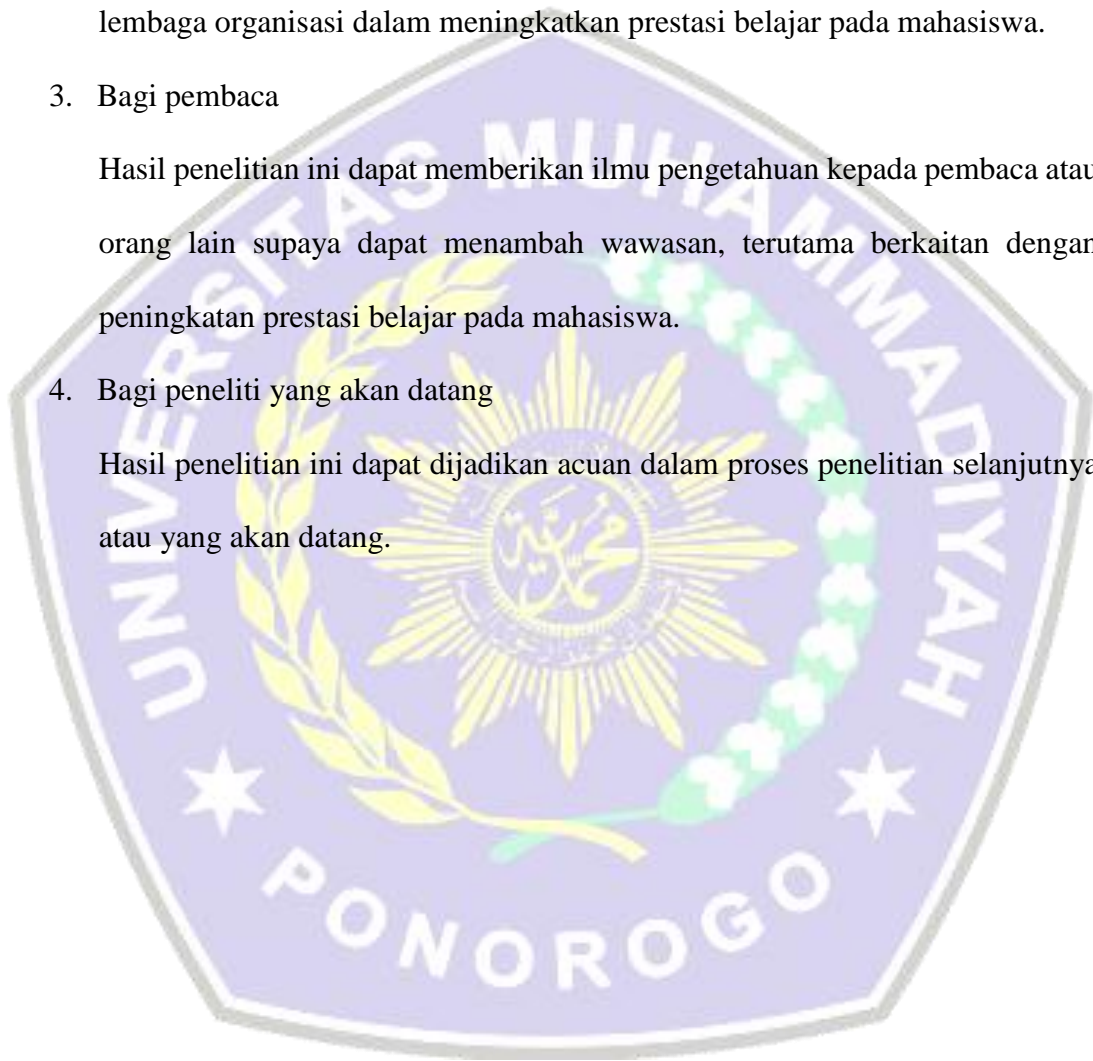 lembaga organisasi dalam meningkatkan prestasi belajar pada mahasiswa.
3. Bagi pembaca
Hasil penelitian ini dapat memberikan ilmu pengetahuan kepada pembaca atau
orang lain supaya dapat menambah wawasan, terutama berkaitan dengan
peningkatan prestasi belajar pada mahasiswa.
4. Bagi peneliti yang akan datang
Hasil penelitian ini dapat dijadikan acuan dalam proses penelitian selanjutnya
atau yang akan datang.
UNIVERSITAS MUHAMMADIYAH
PONOROGO